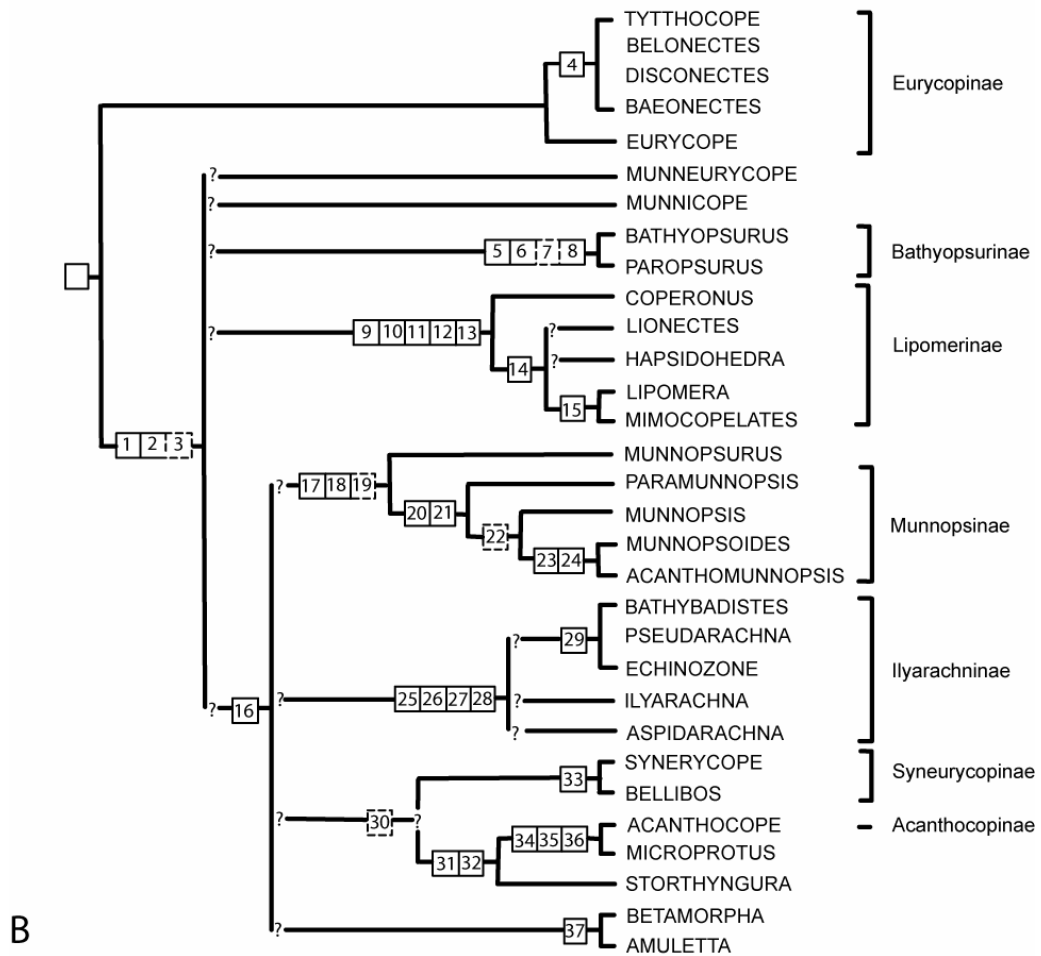 TYTTHOCOPE
BELONECTES
4
DISCONECTES
Eurycopinae
BAEONECTES
EURYCOPE
? MUNNEURYCOPE
? MUNNICOPE
BATHYOPSURUS
? 5 6 7 8
Bathyopsurinae
PAROPSURUS
COPERONUS
? 9 10 11 12 13
? LIONECTES
Lipomerinae
? HAPSIDOHEDRA
14
LIPOMERA
15
MIMOCOPELATES
1 2 3
MUNNOPSURUS
? 17 18 19
PARAMUNNOPSIS
20 21
MUNNOPSIS
Munnopsinae
22
MUNNOPSOIDES
23 24
ACANTHOMUNNOPSIS
BATHYBADISTES
? 29
PSEUDARACHNA
ECHINOZONE
Ilyarachninae
? 25 26 27 28
? ILYARACHNA
? 16
? ASPIDARACHNA
SYNERYCOPE
33
Syneurycopinae
BELLIBOS
? 30 ?
ACANTHOCOPE
Acanthocopinae
34 35 36
MICROPROTUS
31 32
STORTHYNGURA
BETAMORPHA
? 37
AMULETTA
B